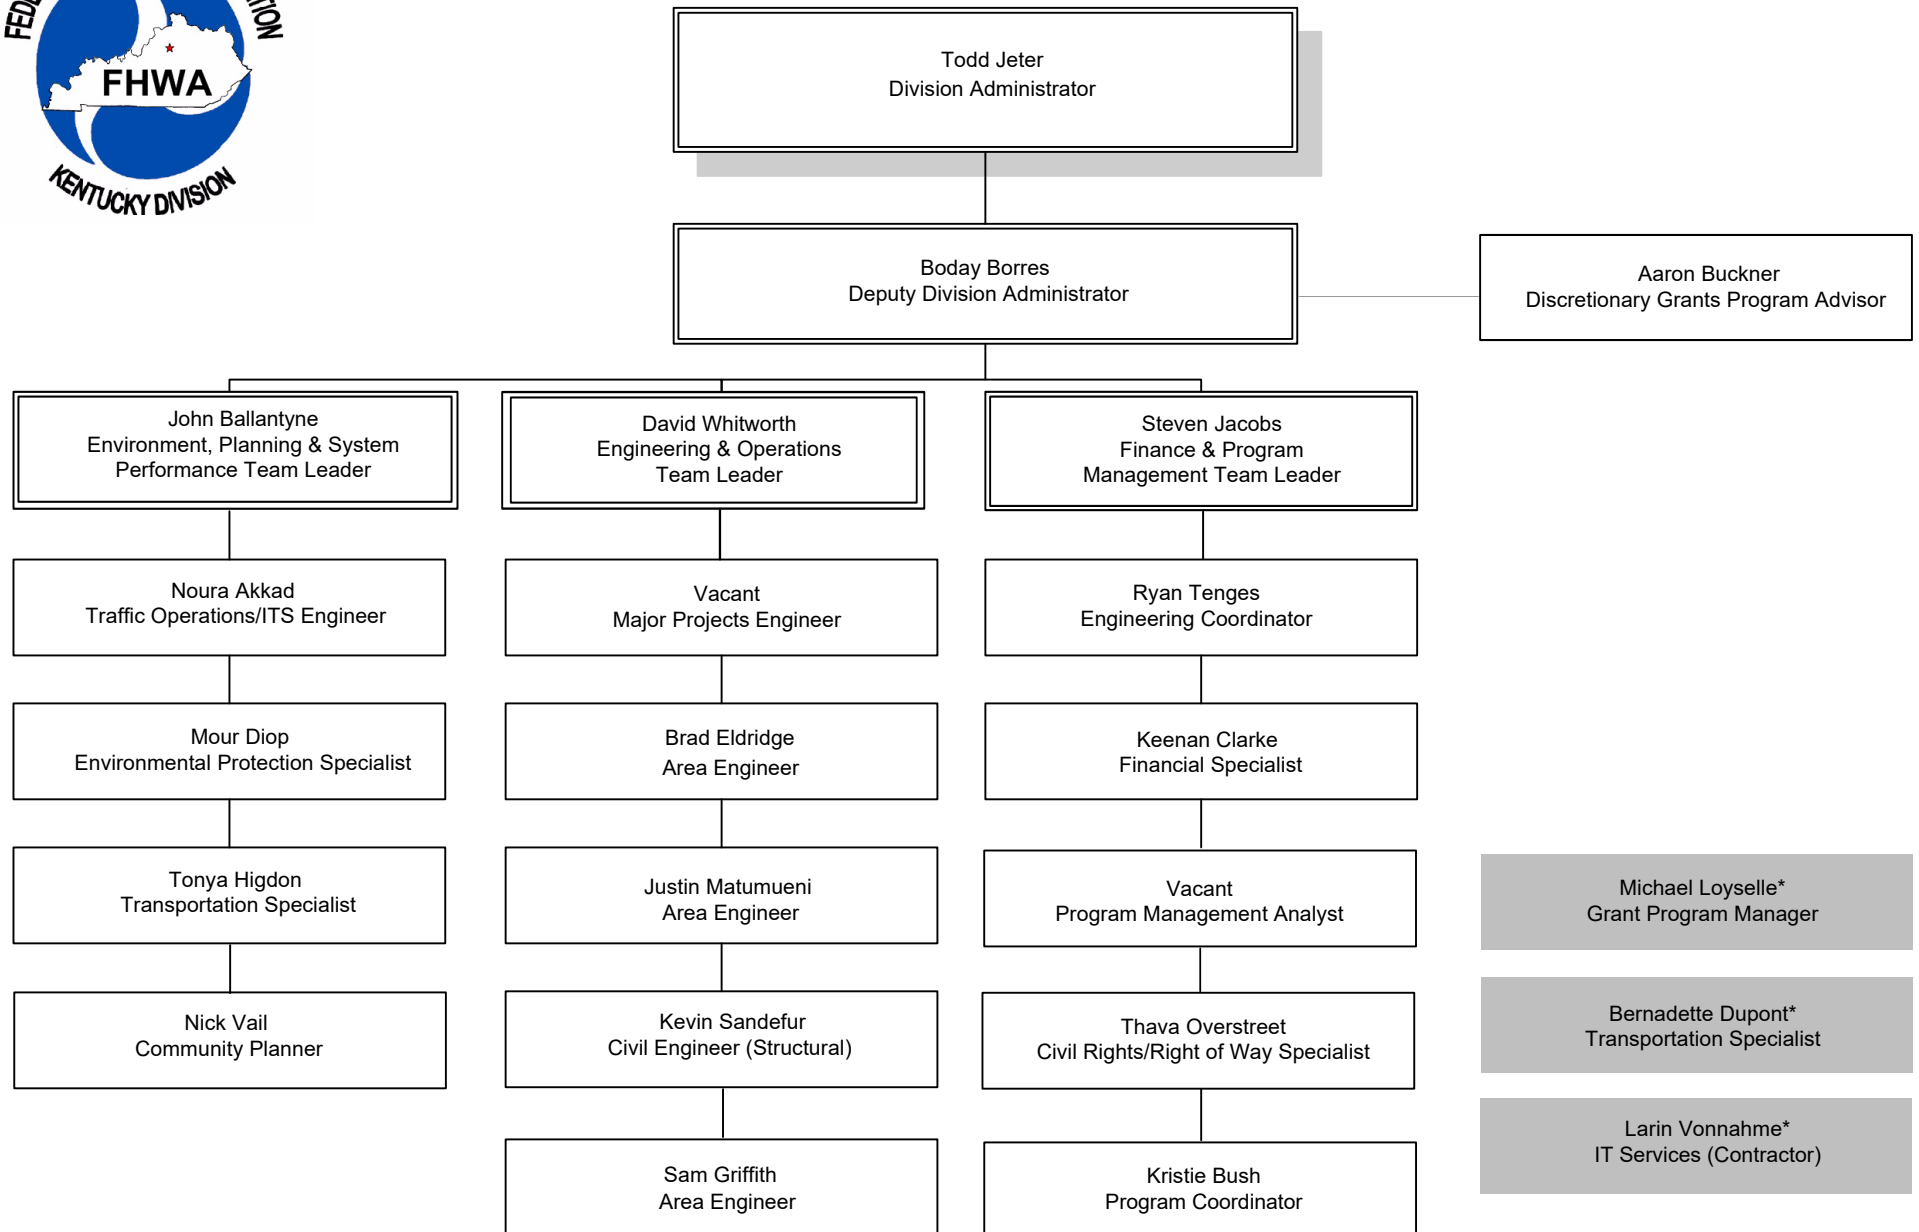 FHWA
KENTUCKY DIVISION
Todd Jeter
Division Administrator
Boday Borres
Deputy Division Administrator
Aaron Buckner
Discretionary Grants Program Advisor
John Ballantyne
Environment, Planning & System
Performance Team Leader
David Whitworth
Engineering & Operations
Team Leader
Steven Jacobs
Finance & Program
Management Team Leader
Noura Akkad
Traffic Operations/ITS Engineer
Vacant
Major Projects Engineer
Ryan Tenges
Engineering Coordinator
Mour Diop
Environmental Protection Specialist
Brad Eldridge
Area Engineer
Keenan Clarke
Financial Specialist
Tonya Higdon
Transportation Specialist
Justin Matumueni
Area Engineer
Vacant
Program Management Analyst
Michael Loyselle*
Grant Program Manager
Nick Vail
Community Planner
Kevin Sandefur
Civil Engineer (Structural)
Thava Overstreet
Civil Rights/Right of Way Specialist
Bernadette Dupont*
Transportation Specialist
Larin Vonnahme*
IT Services (Contractor)
Sam Griffith
Area Engineer
Kristie Bush
Program Coordinator